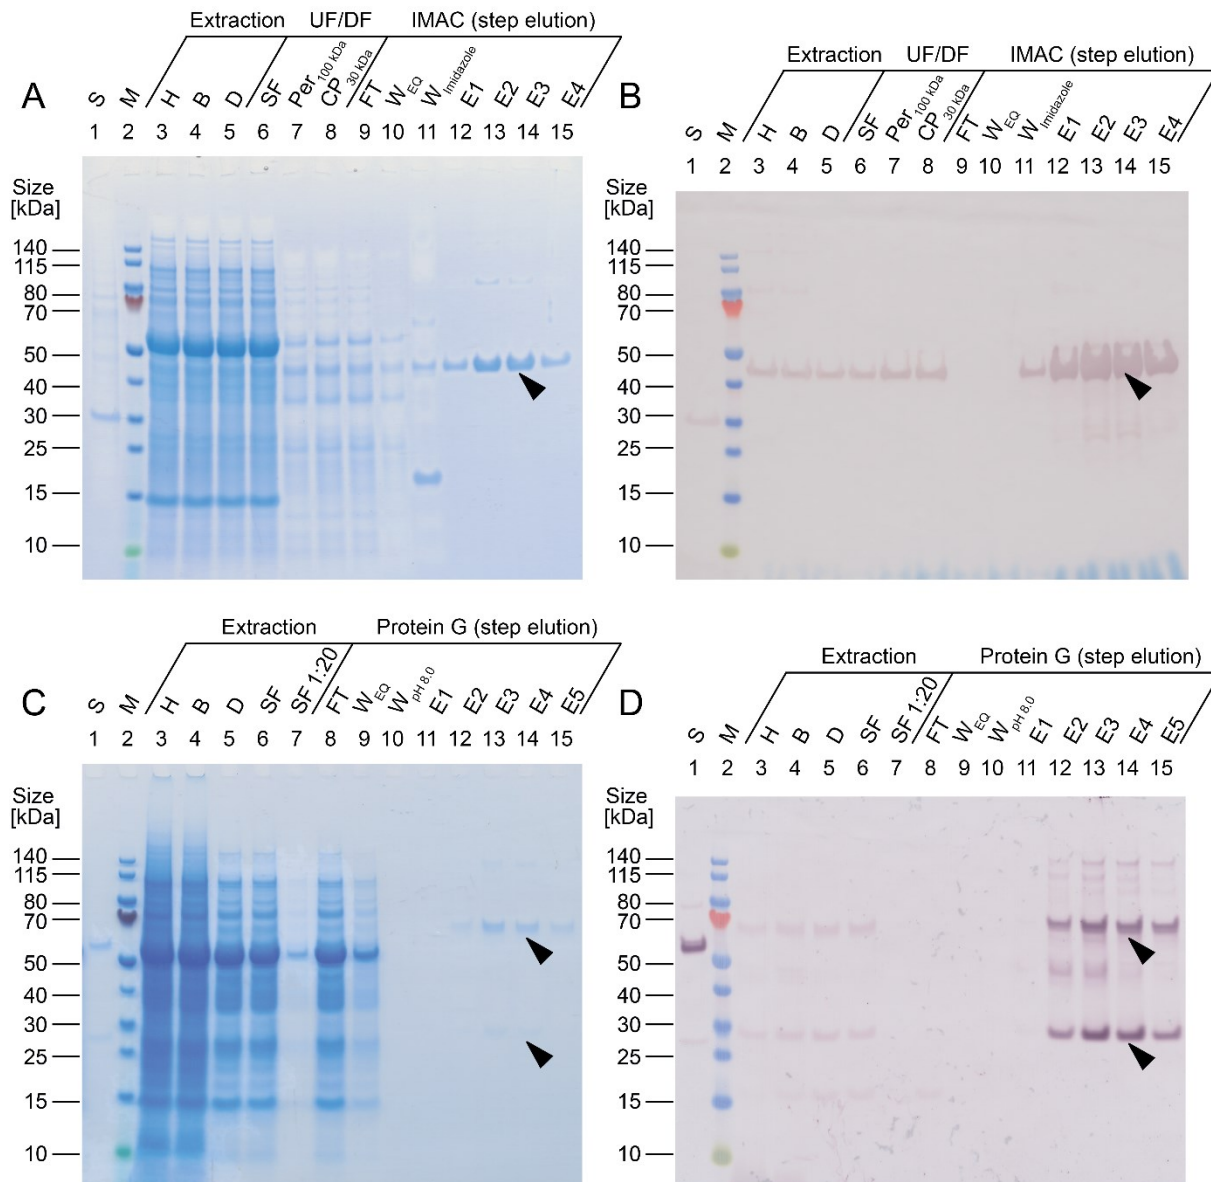 A
Extraction UF/DF IMAC (step elution)
S M H B D SF Per100 kDa CP30 kDa FT WEQ WImidazole E1 E2 E3 E4
1 2 3 4 5 6 7 8 9 10 11 12 13 14 15
Size
[kDa]
140
115
80
70
50
40
30
25
15
10
B
Extraction UF/DF IMAC (step elution)
S M H B D SF Per100 kDa CP30 kDa FT WEQ WImidazole E1 E2 E3 E4
1 2 3 4 5 6 7 8 9 10 11 12 13 14 15
Size
[kDa]
140
115
80
70
50
40
30
25
15
10
C
Extraction Protein G (step elution)
S M H B D SF SF 1:20 FT WEQ WpH 8.0 E1 E2 E3 E4 E5
1 2 3 4 5 6 7 8 9 10 11 12 13 14 15
Size
[kDa]
140
115
80
70
50
40
30
25
15
10
D
Extraction Protein G (step elution)
S M H B D SF SF 1:20 FT WEQ WpH 8.0 E1 E2 E3 E4 E5
1 2 3 4 5 6 7 8 9 10 11 12 13 14 15
Size
[kDa]
140
115
80
70
50
40
30
25
15
10